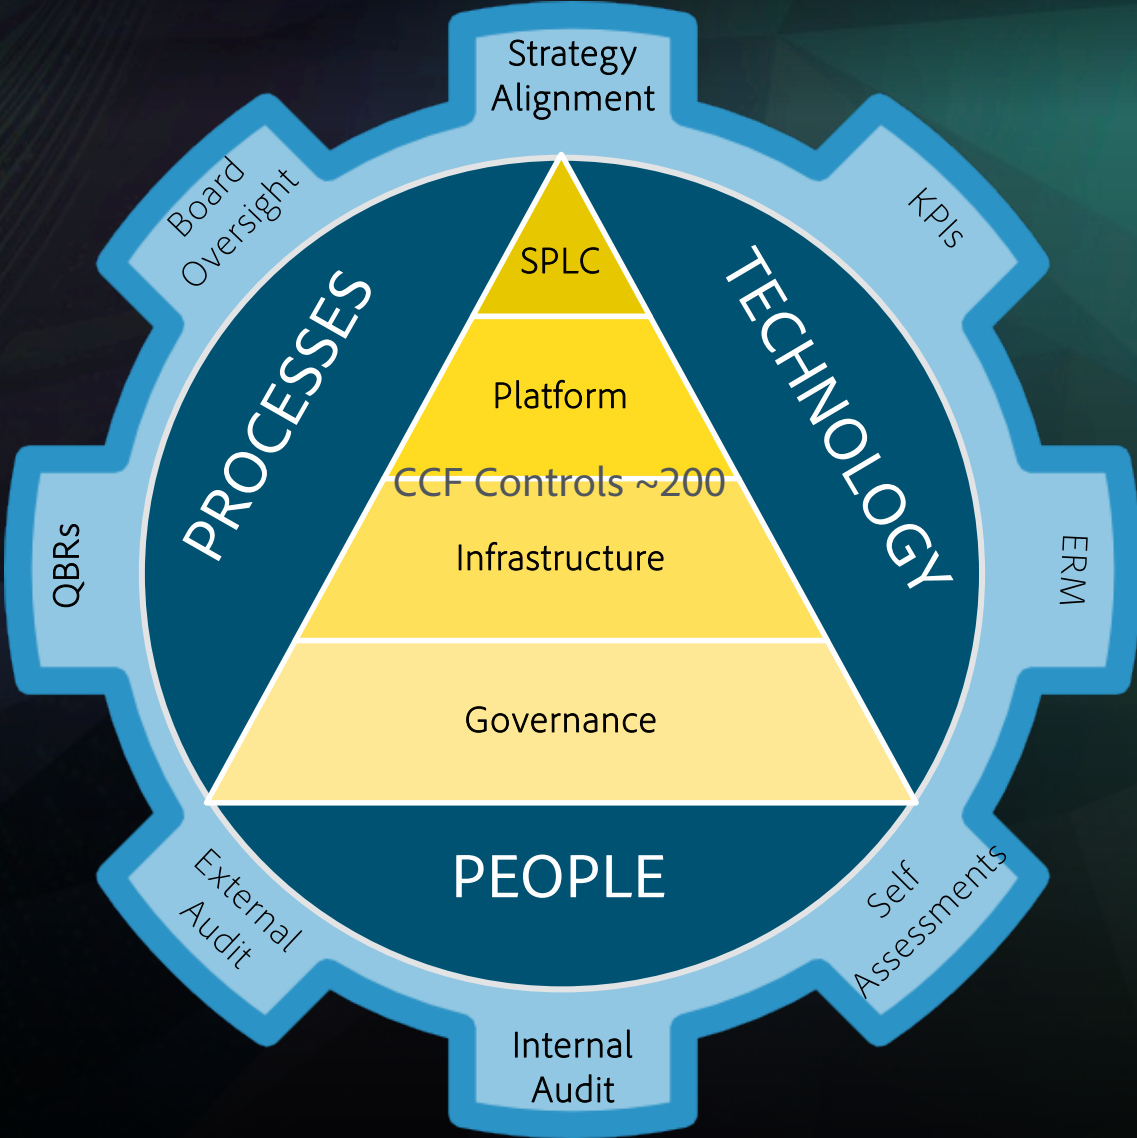 Strategy
Alignment
Board
Oversight
KPIs
SPLC
PROCESSES
TECHNOLOGY
Platform
CCF Controls ~200
QBRs
Infrastructure
ERM
Governance
PEOPLE
External
Audit
Self
Assessments
Internal
Audit